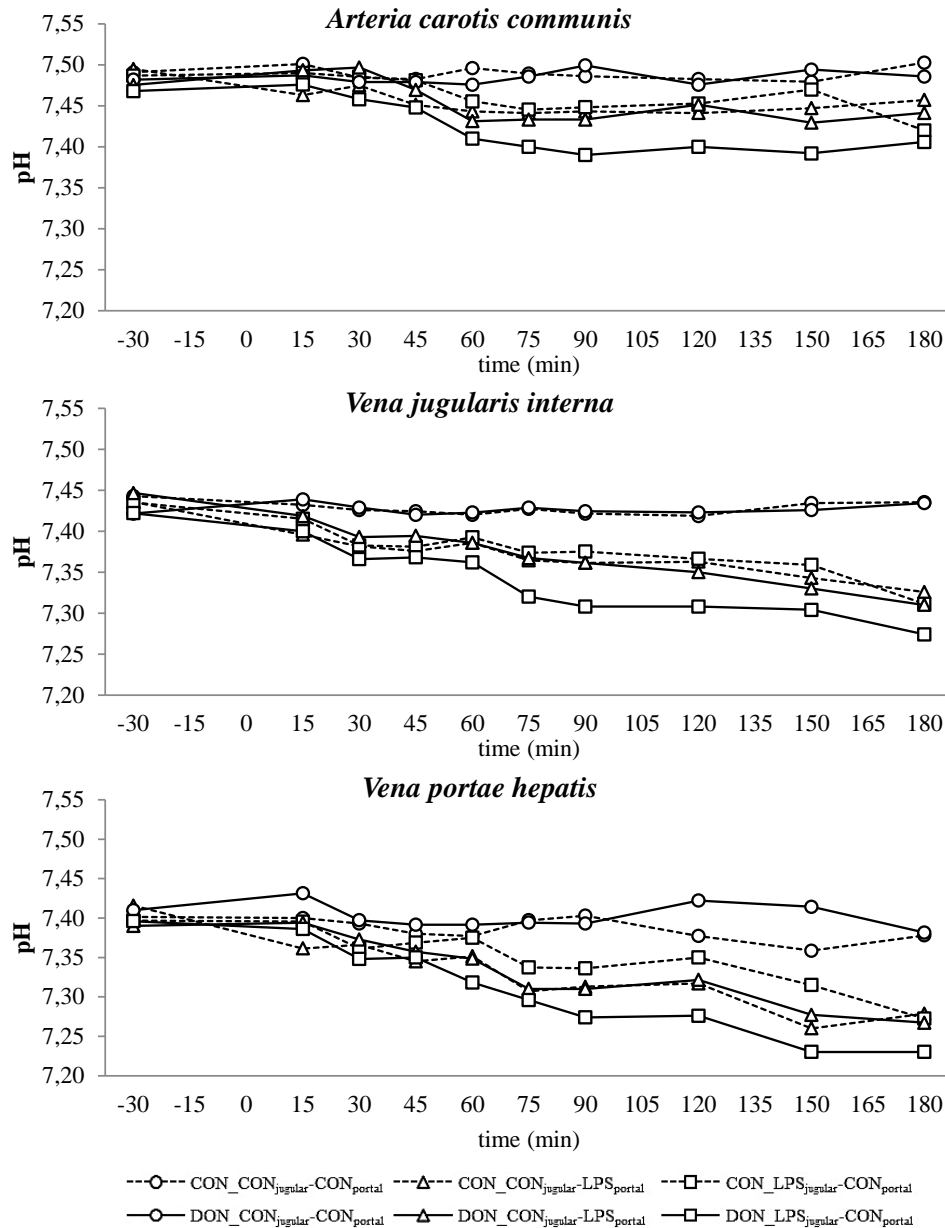 Arteria carotis communis
7,55
7,50
7,45
7,40
7,35
7,30
7,25
7,20
pH
-30 -15 0 15 30 45 60 75 90 105 120 135 150 165 180
time (min)
Vena jugularis interna
7,55
7,50
7,45
7,40
7,35
7,30
7,25
7,20
pH
-30 -15 0 15 30 45 60 75 90 105 120 135 150 165 180
time (min)
Vena portae hepatis
7,55
7,50
7,45
7,40
7,35
7,30
7,25
7,20
pH
-30 -15 0 15 30 45 60 75 90 105 120 135 150 165 180
time (min)
CON_CONjugular-CONportal CON_CONjugular-LPSportal CON_LPSjugular-CONportal
DON_CONjugular-CONportal DON_CONjugular-LPSportal DON_LPSjugular-CONportal